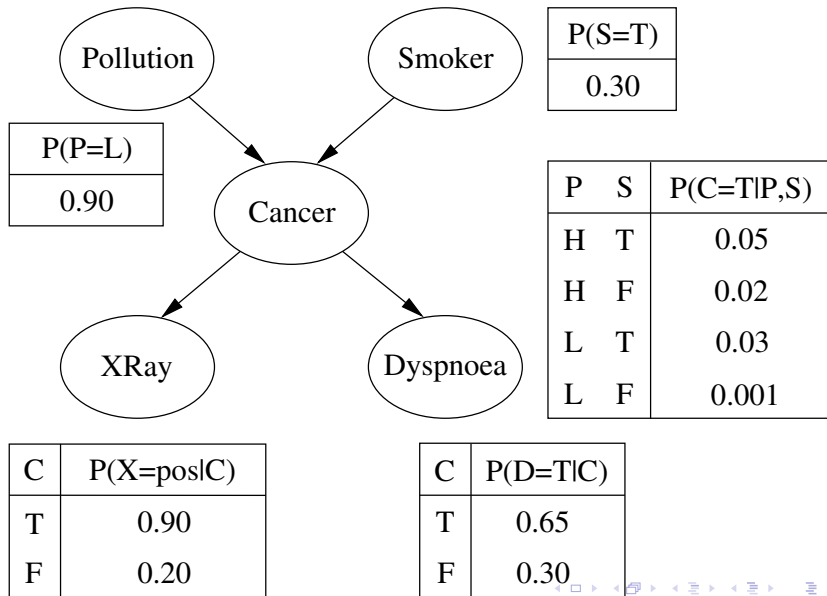 Pollution
Smoker
P(S=T)
0.30
P(P=L)
0.90
Cancer
P S P(C=T|P,S)
H T 0.05
H F 0.02
L T 0.03
L F 0.001
XRay
Dyspnoea
C P(X=pos|C)
T 0.90
F 0.20
C P(D=T|C)
T 0.65
F 0.30